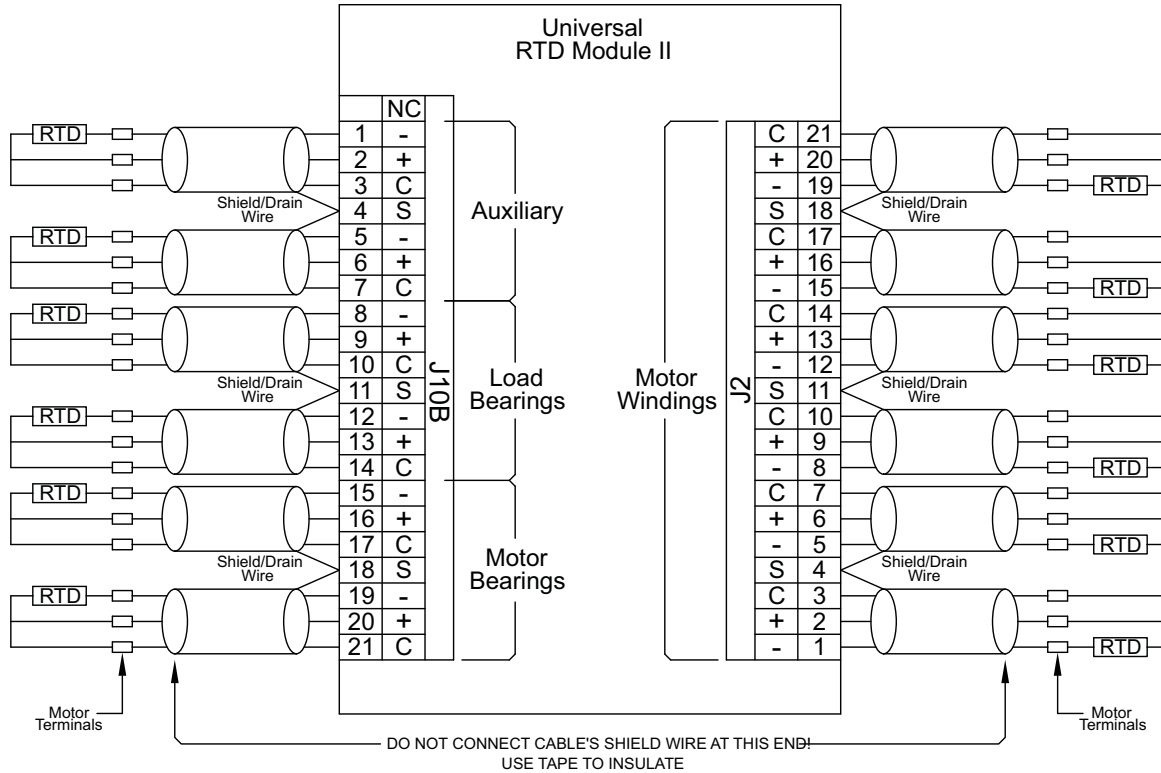 Universal
RTD Module II
NC
RTD 1 - C 21
2 + + 20
3 C - 19 RTD
Shield/Drain Wire 4 S Auxiliary S 18 Shield/Drain Wire
RTD 5 - C 17
6 + + 16
7 C - 15 RTD
RTD 8 - C 14
9 + + 13
10 C - 12 RTD
Shield/Drain Wire 11 S J10B Load Bearings Motor Windings J2 S 11 Shield/Drain Wire
RTD 12 - C 10
13 + + 9
14 C - 8 RTD
RTD 15 - C 7
16 + + 6
17 C - 5 RTD
Shield/Drain Wire 18 S Motor Bearings S 4 Shield/Drain Wire
RTD 19 - C 3
20 + + 2
21 C - 1 RTD
Motor Terminals
Motor Terminals
DO NOT CONNECT CABLE'S SHIELD WIRE AT THIS END!
USE TAPE TO INSULATE